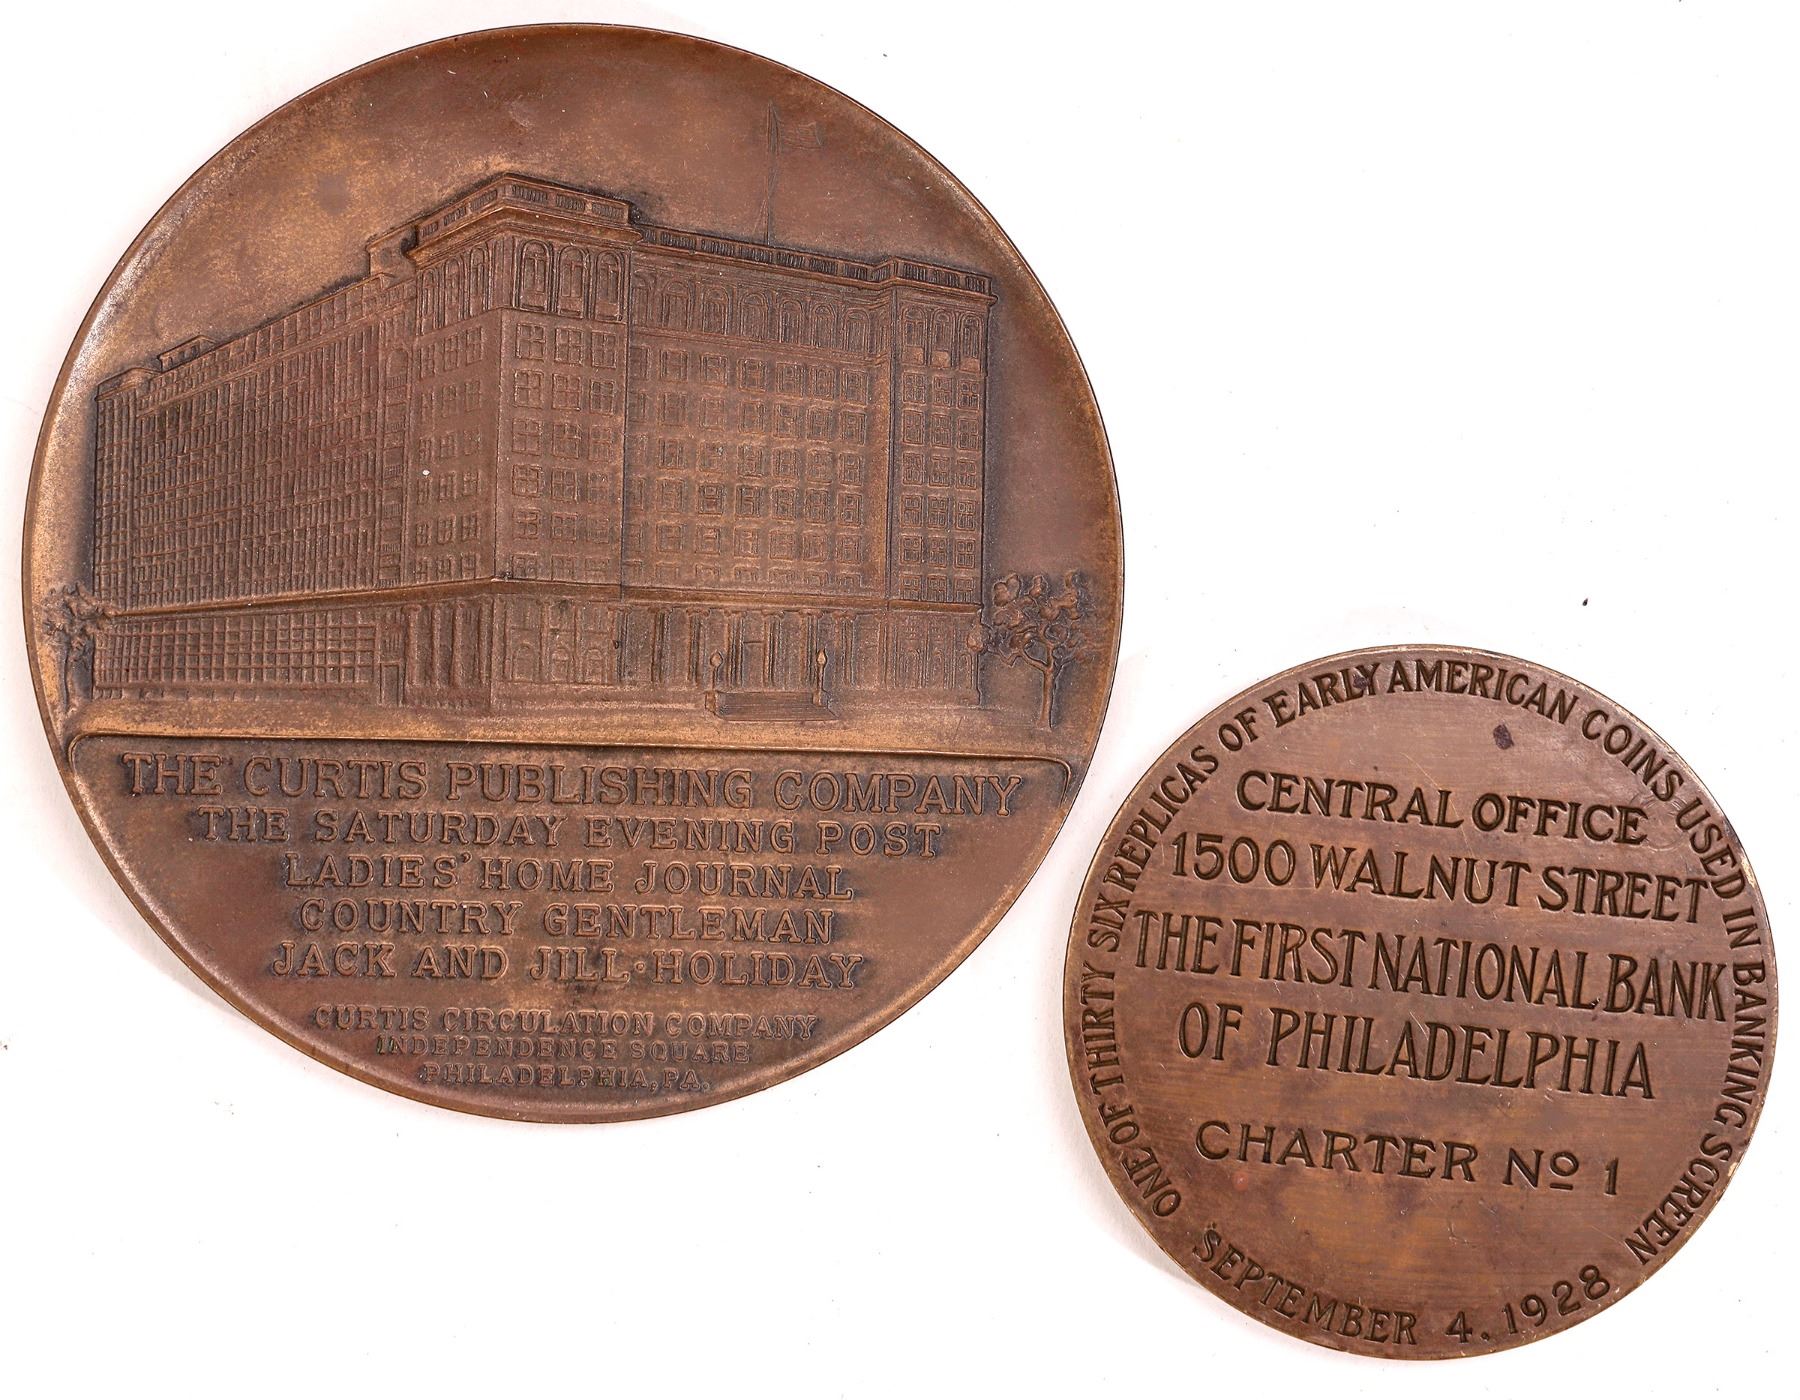 THE CURTIS PUBLISHING COMPANY
THE SATURDAY EVENING POST
LADIES' HOME JOURNAL
COUNTRY GENTLEMAN
JACK AND JILL·HOLIDAY
CURTIS CIRCULATION COMPANY
INDEPENDENCE SQUARE
PHILADELPHIA, PA.
ONE OF THIRTY SIX REPLICAS OF EARLY AMERICAN COINS USED IN BANKING SCREEN
CENTRAL OFFICE
1500 WALNUT STREET
THE FIRST NATIONAL BANK
OF PHILADELPHIA
CHARTER No 1
SEPTEMBER 4. 1928